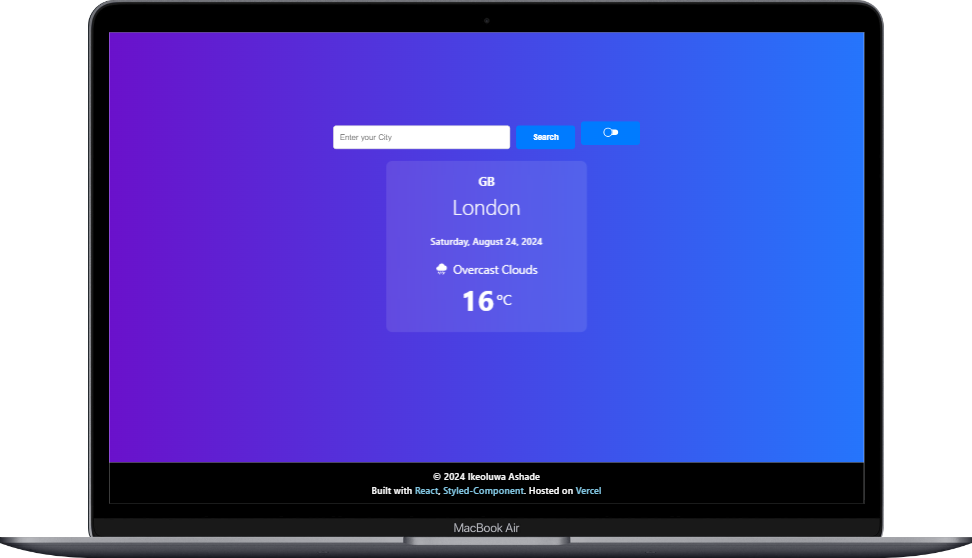 Enter your City
Search
GB
London
Saturday, August 24, 2024
Overcast Clouds
16°C
© 2024 Ikeoluwa Ashade
Built with React, Styled-Component. Hosted on Vercel
MacBook Air